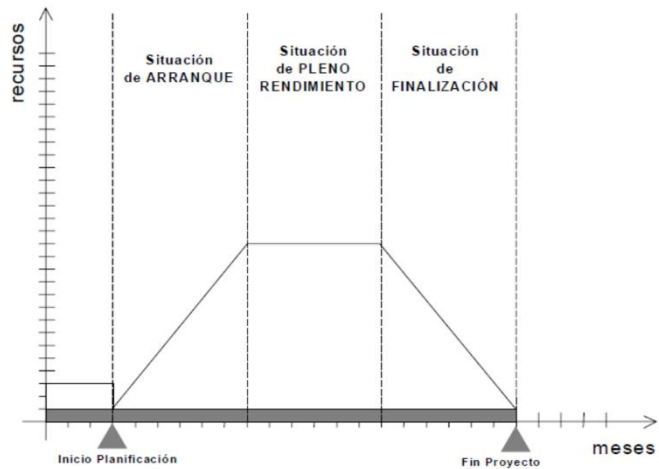 recursos
Situación
de ARRANQUE
Situación
de PLENO
RENDIMIENTO
Situación
de
FINALIZACIÓN
Inicio Planificación
Fin Proyecto
meses